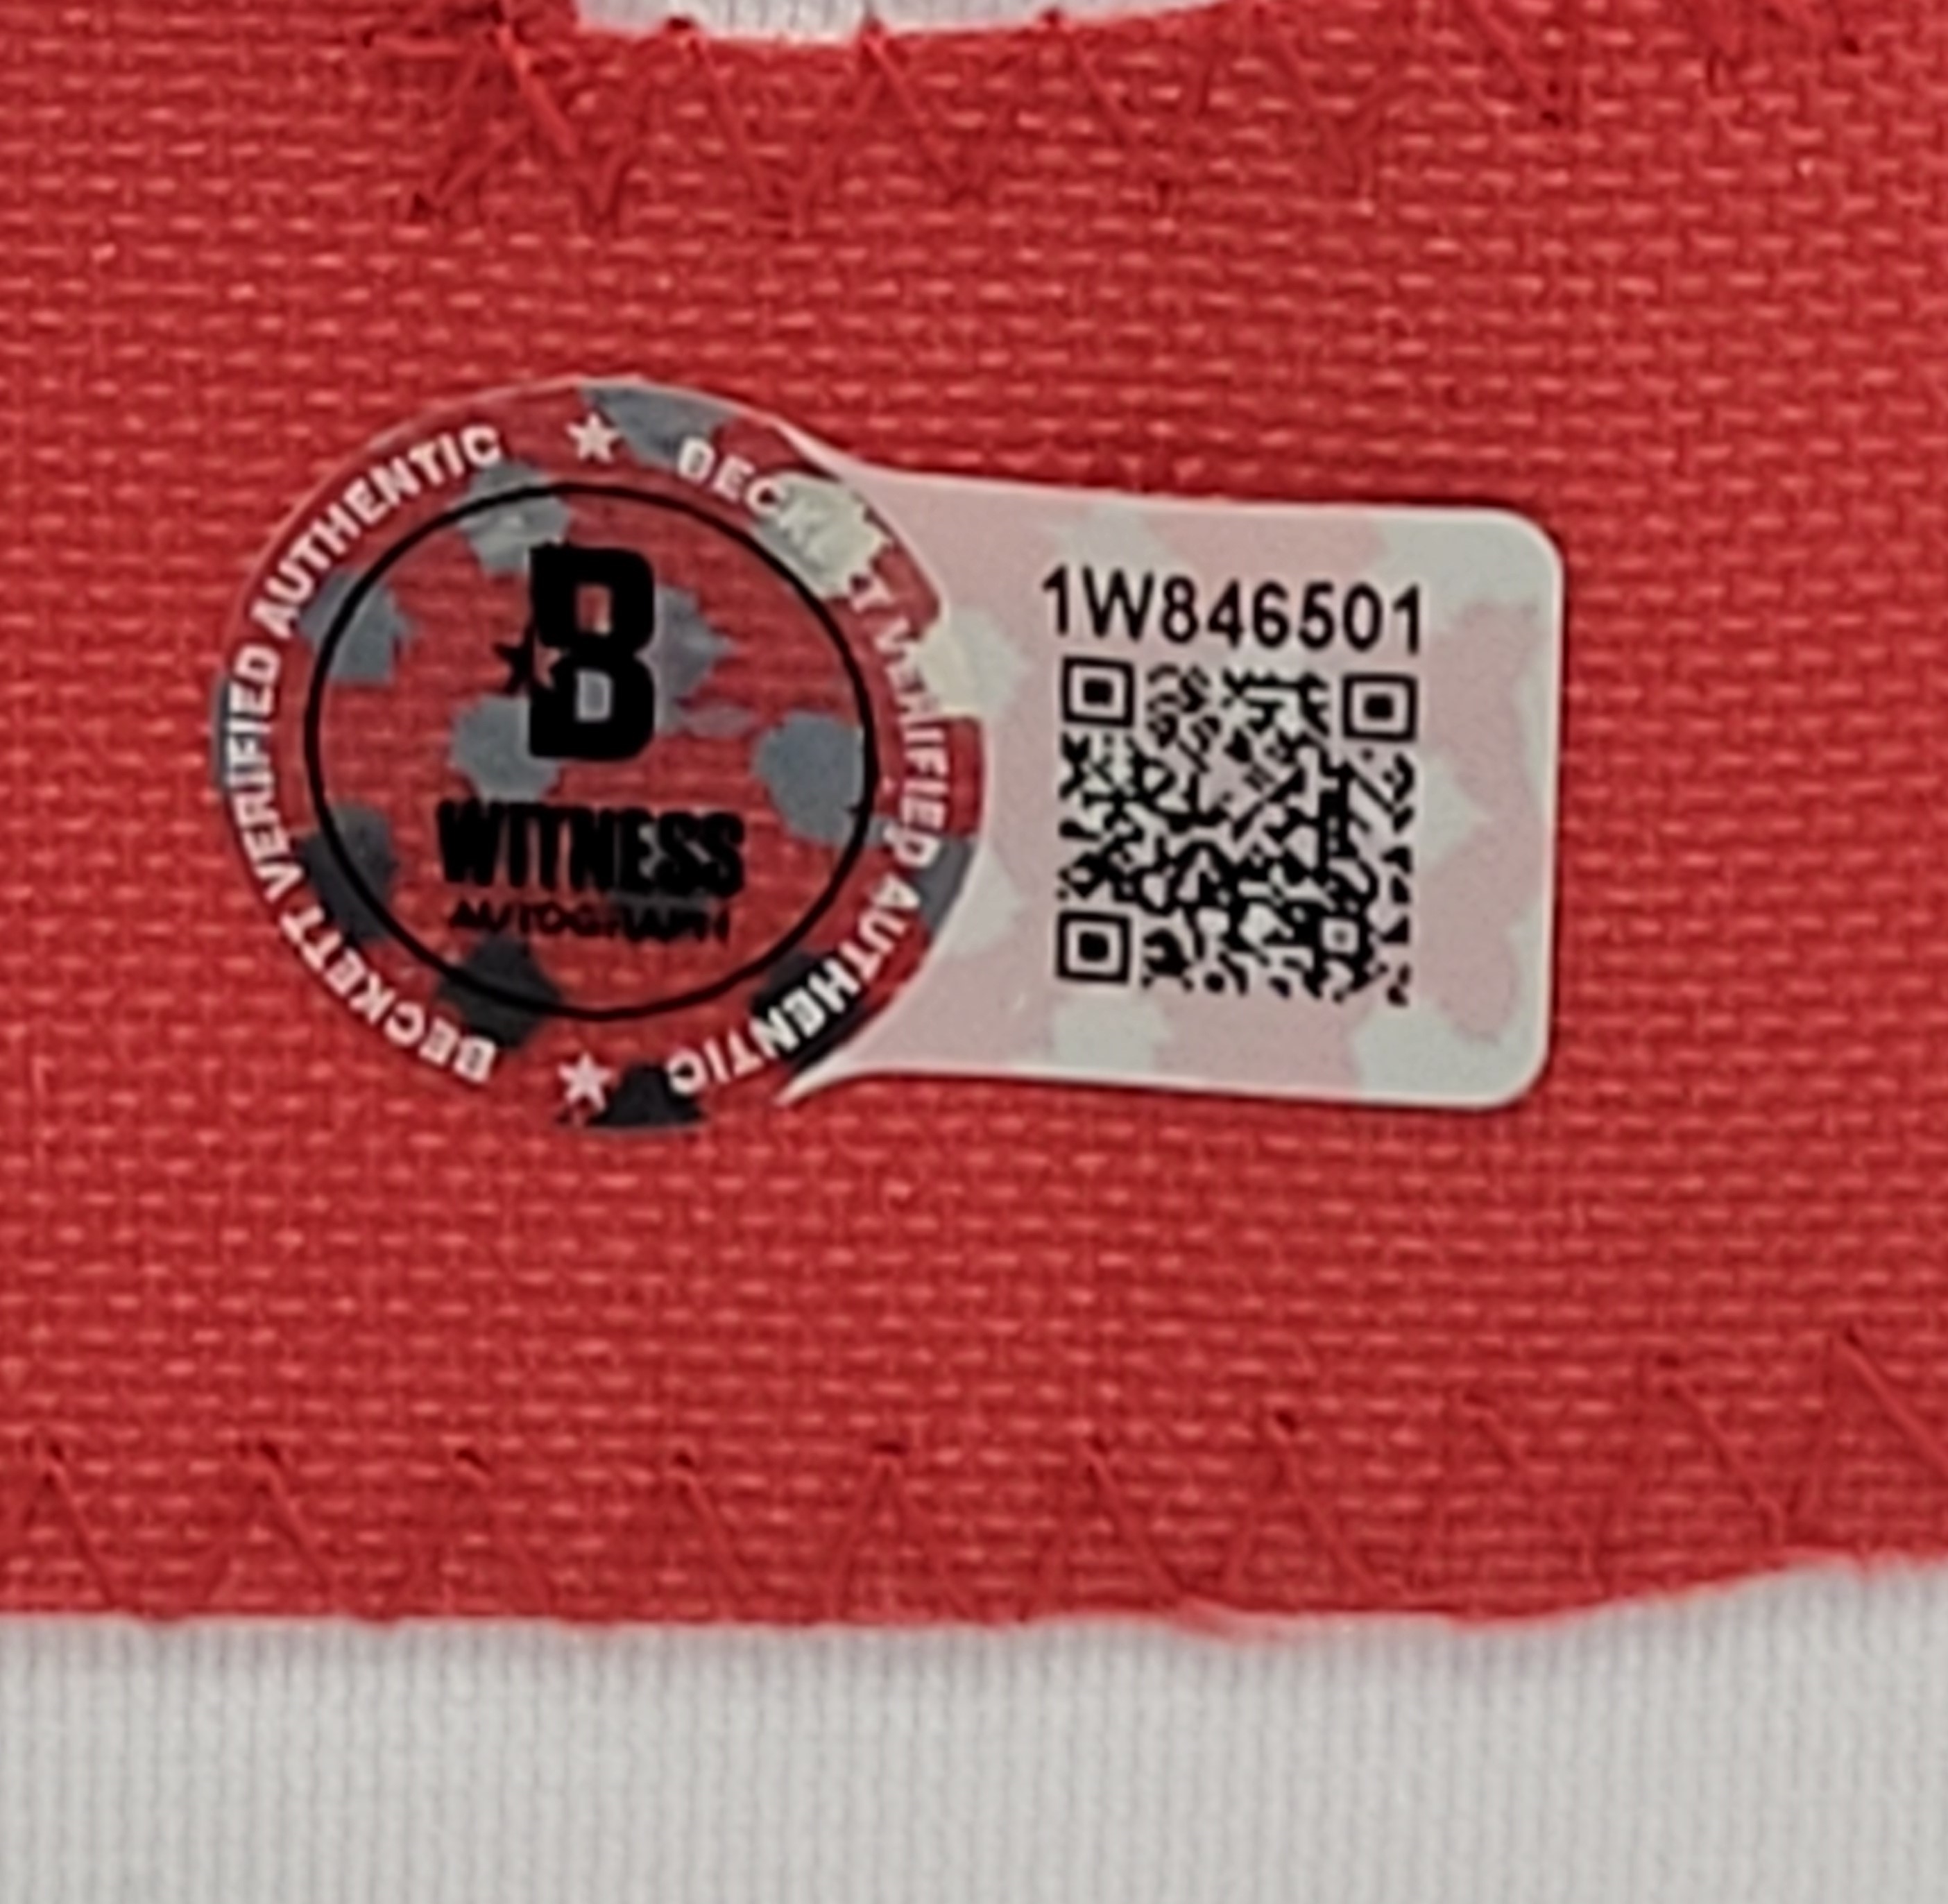 BECKETT VERIFIED AUTHENTIC
BECKETT VERIFIED AUTHENTIC
B
WITNESS
AUTOGRAPH
1W846501